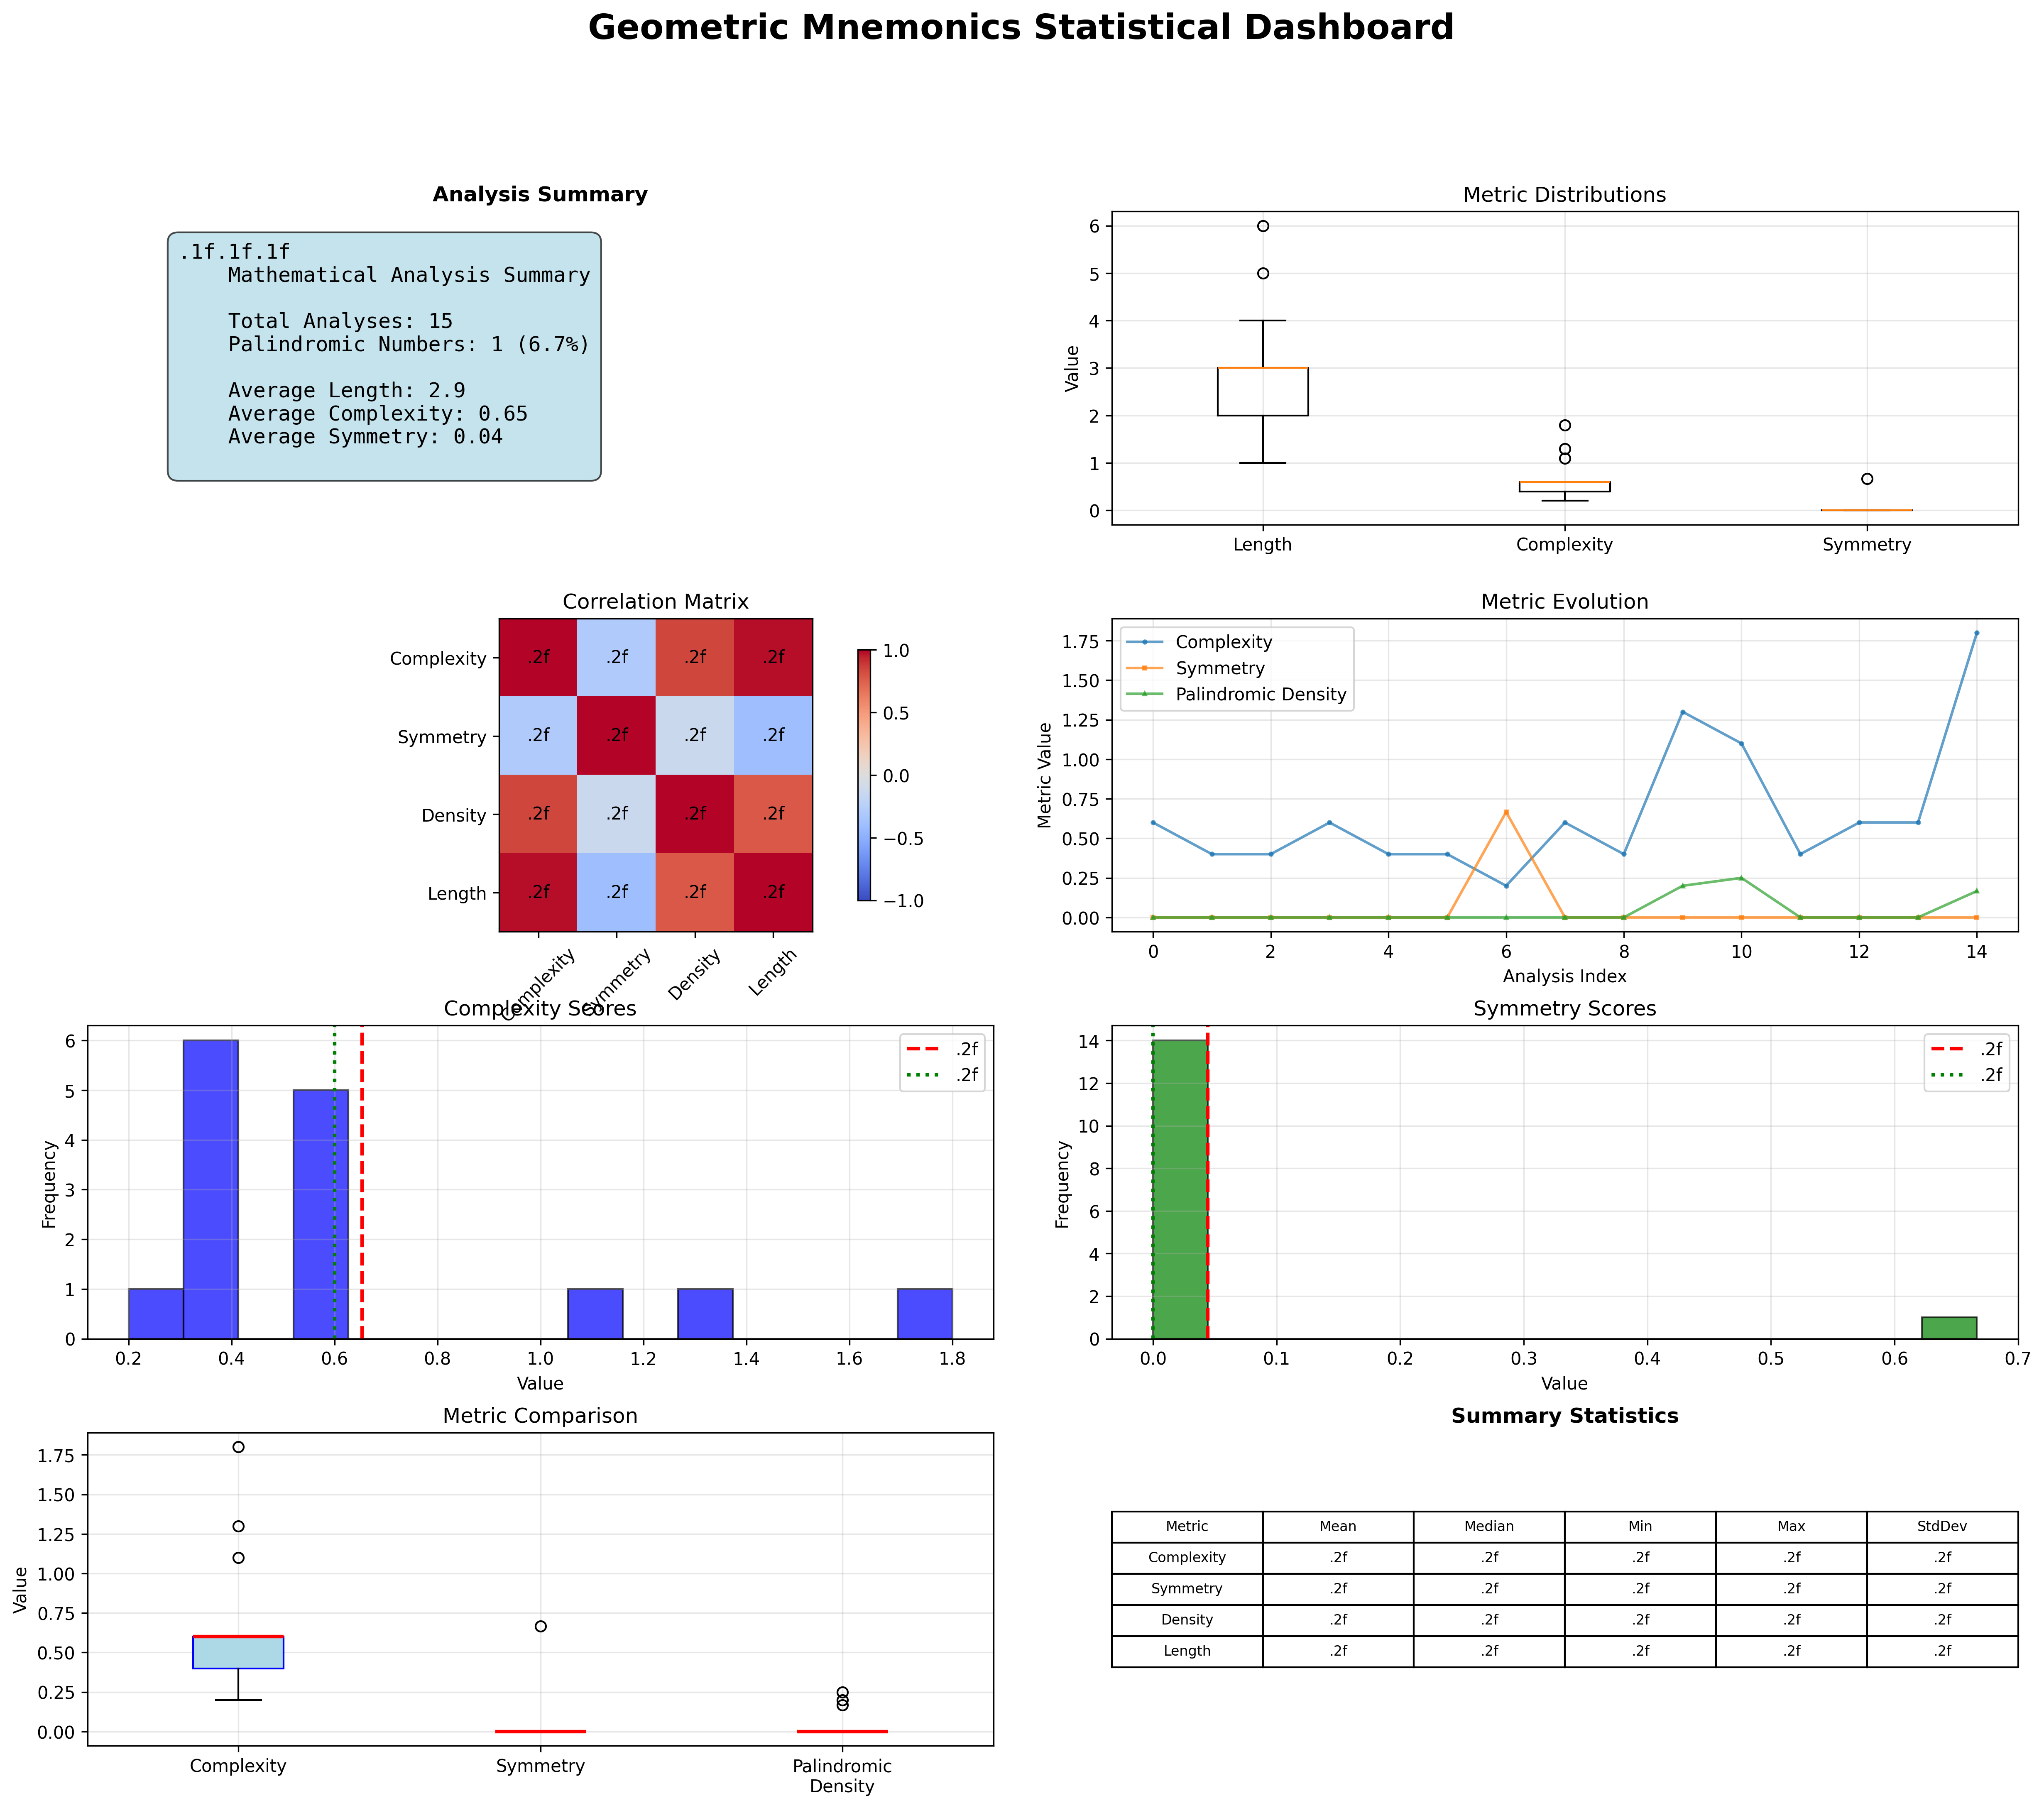 Geometric Mnemonics Statistical Dashboard
Analysis Summary
.1f.1f.1f
Mathematical Analysis Summary
Total Analyses: 15
Palindromic Numbers: 1 (6.7%)
Average Length: 2.9
Average Complexity: 0.65
Average Symmetry: 0.04
Metric Distributions
Value
6
5
4
3
2
1
0
Length Complexity Symmetry
Correlation Matrix
Complexity .2f .2f .2f .2f
Symmetry .2f .2f .2f .2f
Density .2f .2f .2f .2f
Length .2f .2f .2f .2f
Complexity Symmetry Density Length
1.0
0.5
0.0
−0.5
−1.0
Metric Evolution
Complexity
Symmetry
Palindromic Density
Metric Value
1.75
1.50
1.25
1.00
0.75
0.50
0.25
0.00
0 2 4 6 8 10 12 14
Analysis Index
Complexity Scores
.2f
.2f
Frequency
6
5
4
3
2
1
0
0.2 0.4 0.6 0.8 1.0 1.2 1.4 1.6 1.8
Value
Symmetry Scores
.2f
.2f
Frequency
14
12
10
8
6
4
2
0
0.0 0.1 0.2 0.3 0.4 0.5 0.6 0.7
Value
Metric Comparison
Value
1.75
1.50
1.25
1.00
0.75
0.50
0.25
0.00
Complexity Symmetry Palindromic
Density
Summary Statistics
Metric Mean Median Min Max StdDev
Complexity .2f .2f .2f .2f .2f
Symmetry .2f .2f .2f .2f .2f
Density .2f .2f .2f .2f .2f
Length .2f .2f .2f .2f .2f